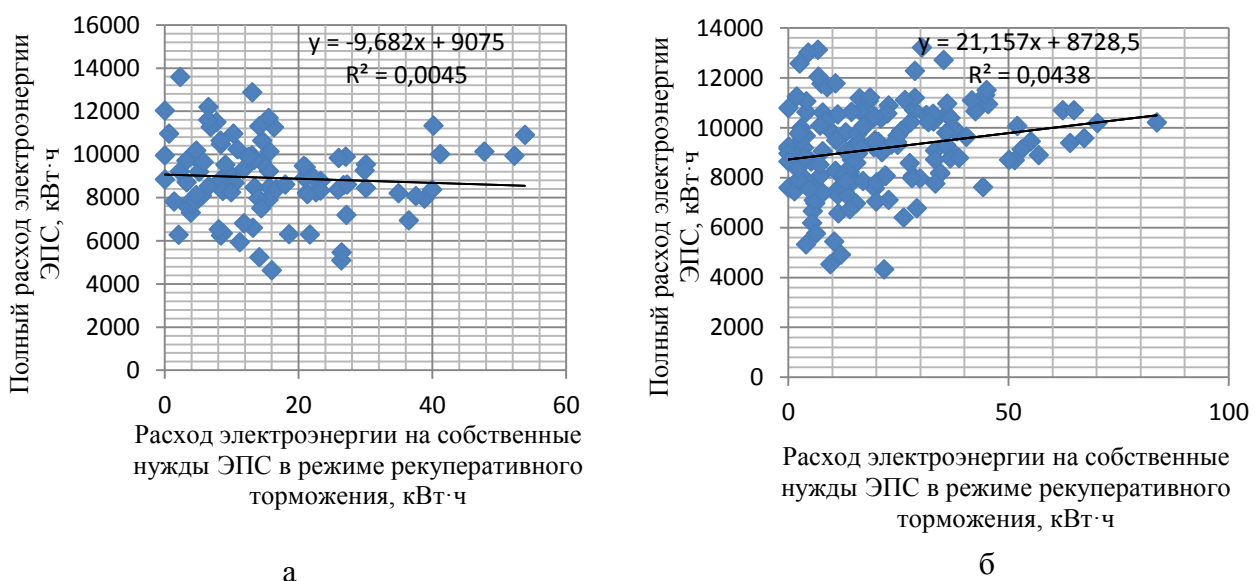 y = -9,682x + 9075
R² = 0,0045
16000
14000
12000
10000
8000
6000
4000
2000
0
0 20 40 60
Полный расход электроэнергии
ЭПС, кВт·ч
Расход электроэнергии на собственные
нужды ЭПС в режиме рекуперативного
торможения, кВт·ч
а
y = 21,157x + 8728,5
R² = 0,0438
14000
12000
10000
8000
6000
4000
2000
0
0 50 100
Полный расход электроэнергии
ЭПС, кВт·ч
Расход электроэнергии на собственные
нужды ЭПС в режиме рекуперативного
торможения, кВт·ч
б